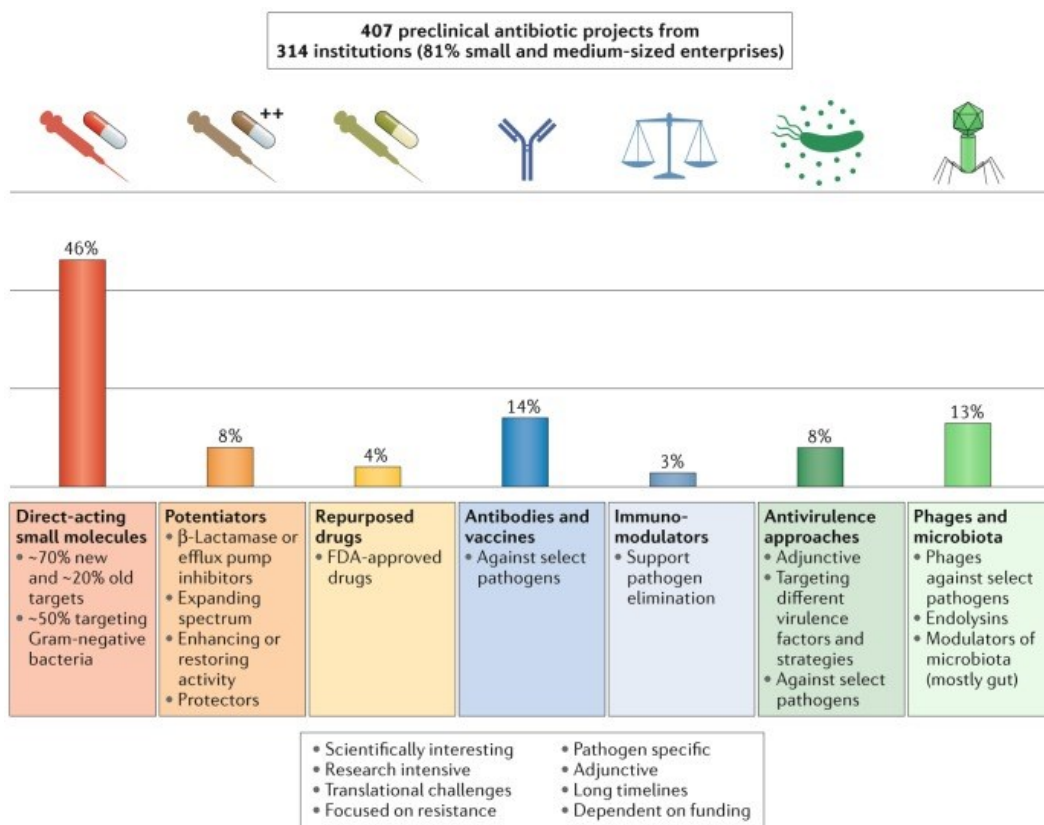 407 preclinical antibiotic projects from
314 institutions (81% small and medium-sized enterprises)
++
46%
8%
4%
14%
3%
8%
13%
Direct-acting
small molecules
• ~70% new
and ~20% old
targets
• ~50% targeting
Gram-negative
bacteria
Potentiators
• β-Lactamase or
efflux pump
inhibitors
• Expanding
spectrum
• Enhancing or
restoring
activity
• Protectors
Repurposed
drugs
• FDA-approved
drugs
Antibodies and
vaccines
• Against select
pathogens
Immuno-
modulators
• Support
pathogen
elimination
Antivirulence
approaches
• Adjunctive
• Targeting
different
virulence
factors and
strategies
• Against select
pathogens
Phages and
microbiota
• Phages
against select
pathogens
• Endolysins
• Modulators of
microbiota
(mostly gut)
• Scientifically interesting
• Research intensive
• Translational challenges
• Focused on resistance
• Pathogen specific
• Adjunctive
• Long timelines
• Dependent on funding